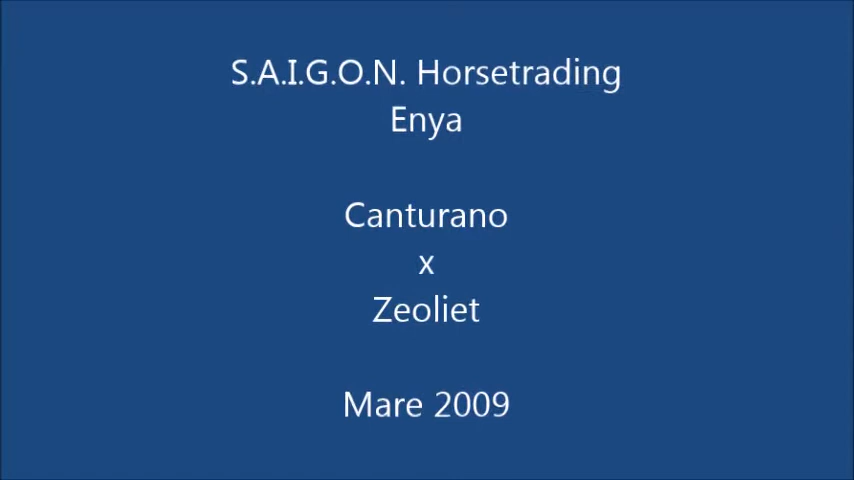 S.A.I.G.O.N. Horsetrading
Enya
Canturano
x
Zeoliet
Mare 2009